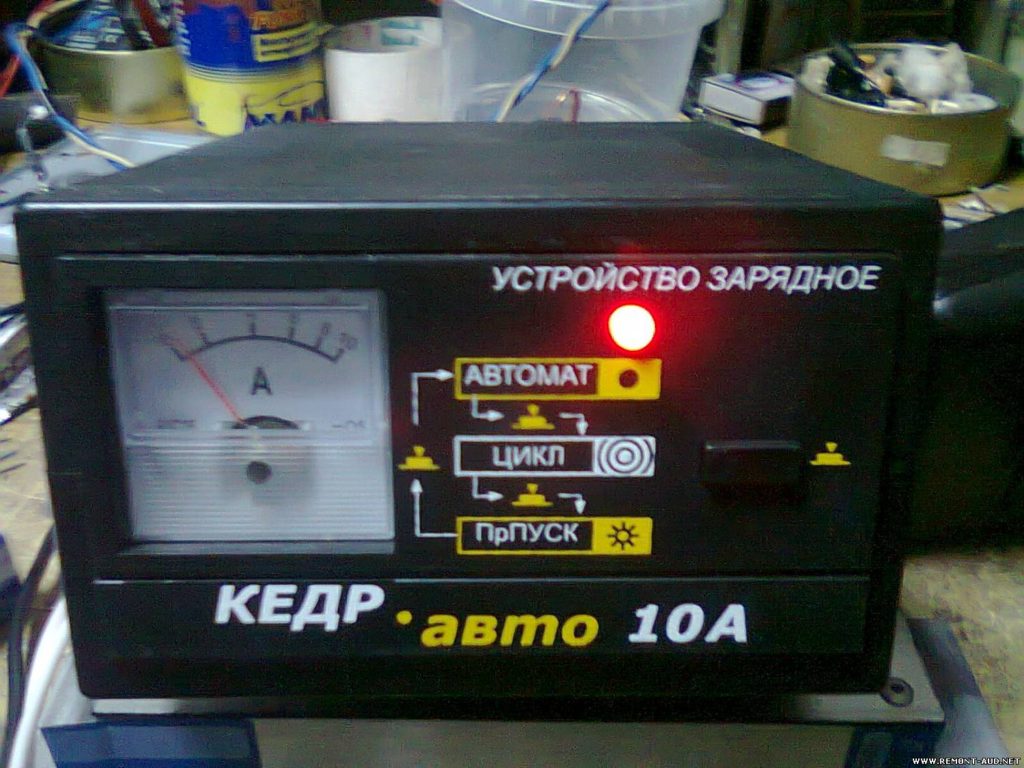 УСТРОЙСТВО ЗАРЯДНОЕ
А
АВТОМАТ
ЦИКЛ
ПрПУСК
КЕДР • авто 10А
WWW.REMONT-AUD.NET